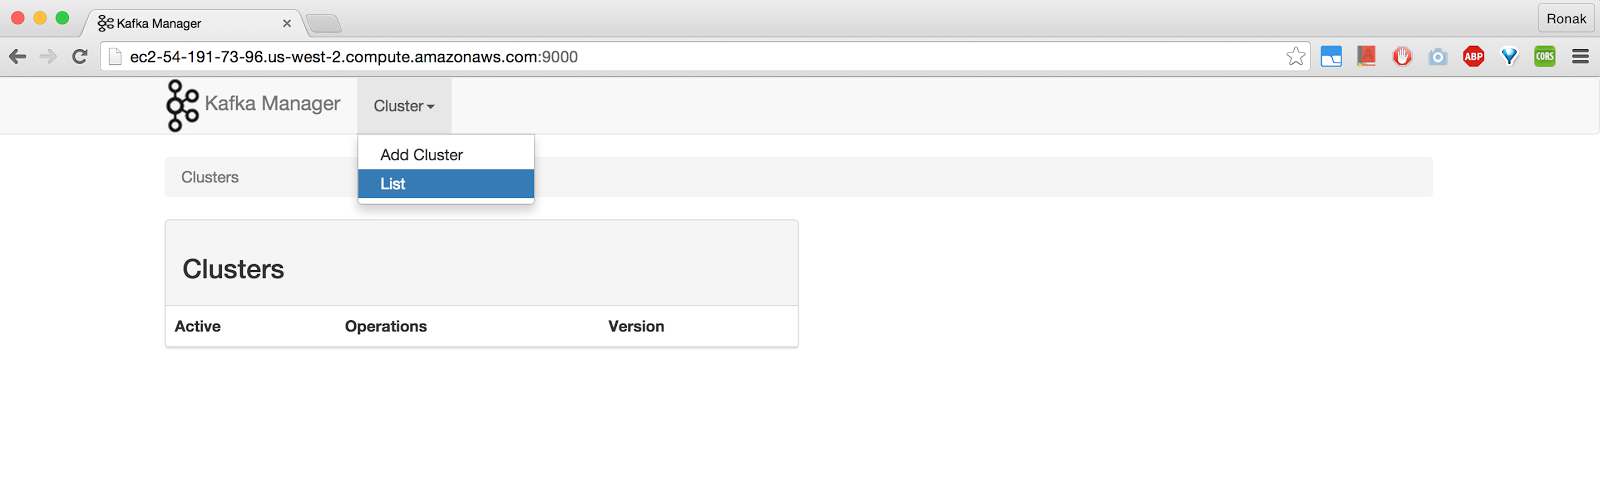 Kafka Manager
Ronak
ec2-54-191-73-96.us-west-2.compute.amazonaws.com:9000
ABP
CORS
Kafka Manager Cluster
Add Cluster
List
Clusters
Clusters
Active Operations Version